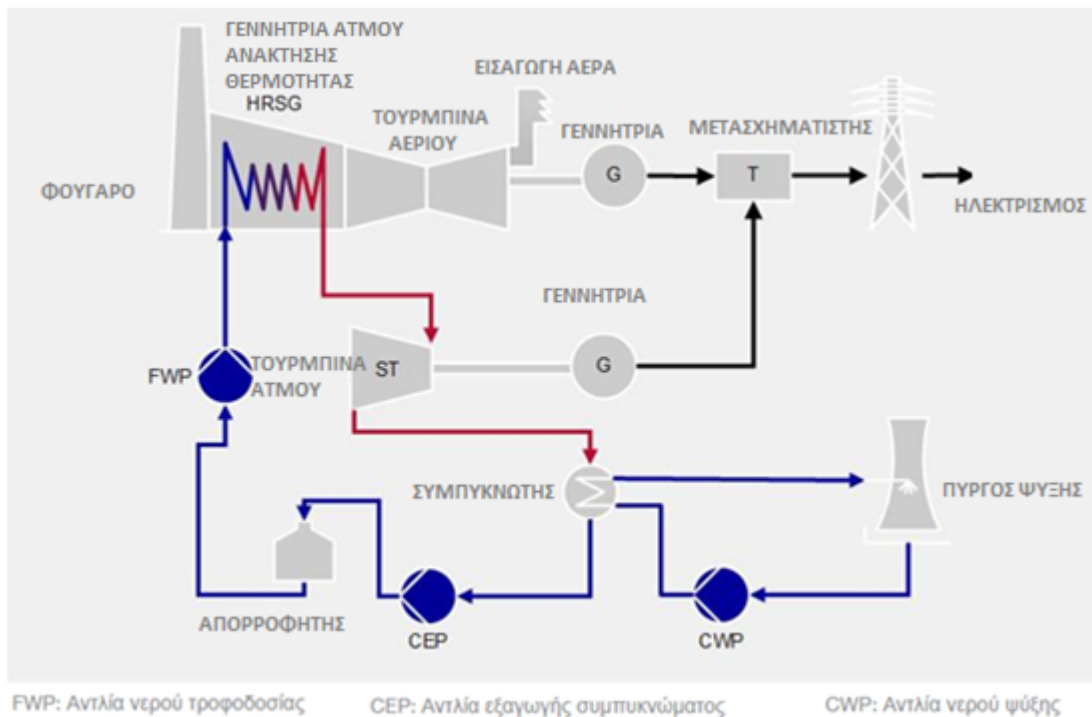 ΓΕΝΝΗΤΡΙΑ ΑΤΜΟΥ
ΑΝΑΚΤΗΣΗΣ
ΘΕΡΜΟΤΗΤΑΣ
HRSG
ΕΙΣΑΓΩΓΗ ΑΕΡΑ
ΤΟΥΡΜΠΙΝΑ
ΑΕΡΙΟΥ
ΓΕΝΝΗΤΡΙΑ
ΜΕΤΑΣΧΗΜΑΤΙΣΤΗΣ
ΦΟΥΓΑΡΟ
G
T
ΗΛΕΚΤΡΙΣΜΟΣ
ΓΕΝΝΗΤΡΙΑ
FWP
ΤΟΥΡΜΠΙΝΑ
ΑΤΜΟΥ
ST
G
ΣΥΜΠΥΚΝΩΤΗΣ
ΠΥΡΓΟΣ ΨΥΞΗΣ
ΑΠΟΡΡΟΦΗΤΗΣ
CEP
CWP
FWP: Αντλία νερού τροφοδοσίας
CEP: Αντλία εξαγωγής συμπυκνώματος
CWP: Αντλία νερού ψύξης